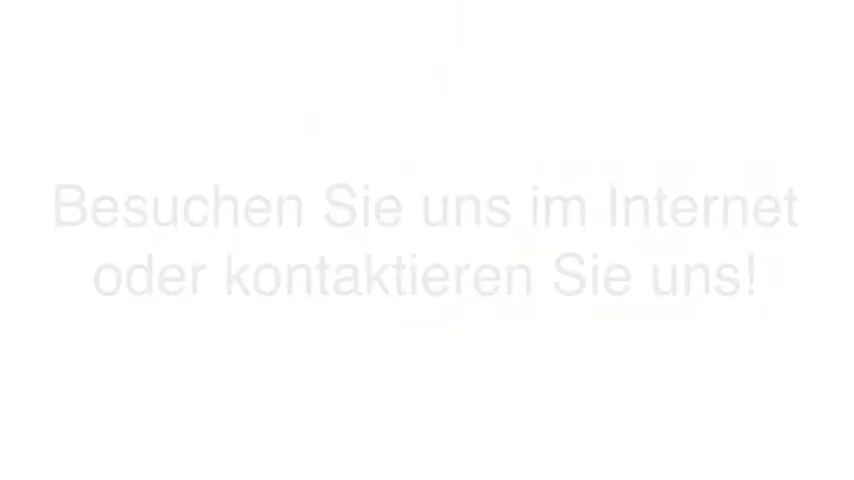 Besuchen Sie uns im Internet
oder kontaktieren Sie uns!